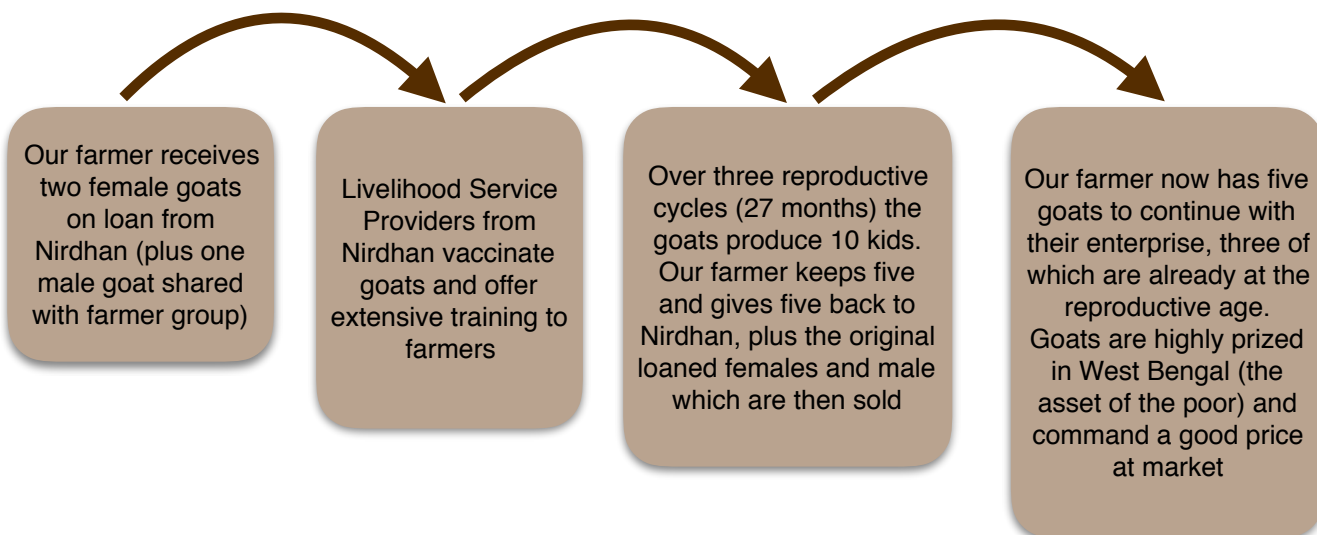 Our farmer receives
two female goats
on loan from
Nirdhan (plus one
male goat shared
with farmer group)
Livelihood Service
Providers from
Nirdhan vaccinate
goats and offer
extensive training to
farmers
Over three reproductive
cycles (27 months) the
goats produce 10 kids.
Our farmer keeps five
and gives five back to
Nirdhan, plus the original
loaned females and male
which are then sold
Our farmer now has five
goats to continue with
their enterprise, three of
which are already at the
reproductive age.
Goats are highly prized
in West Bengal (the
asset of the poor) and
command a good price
at market